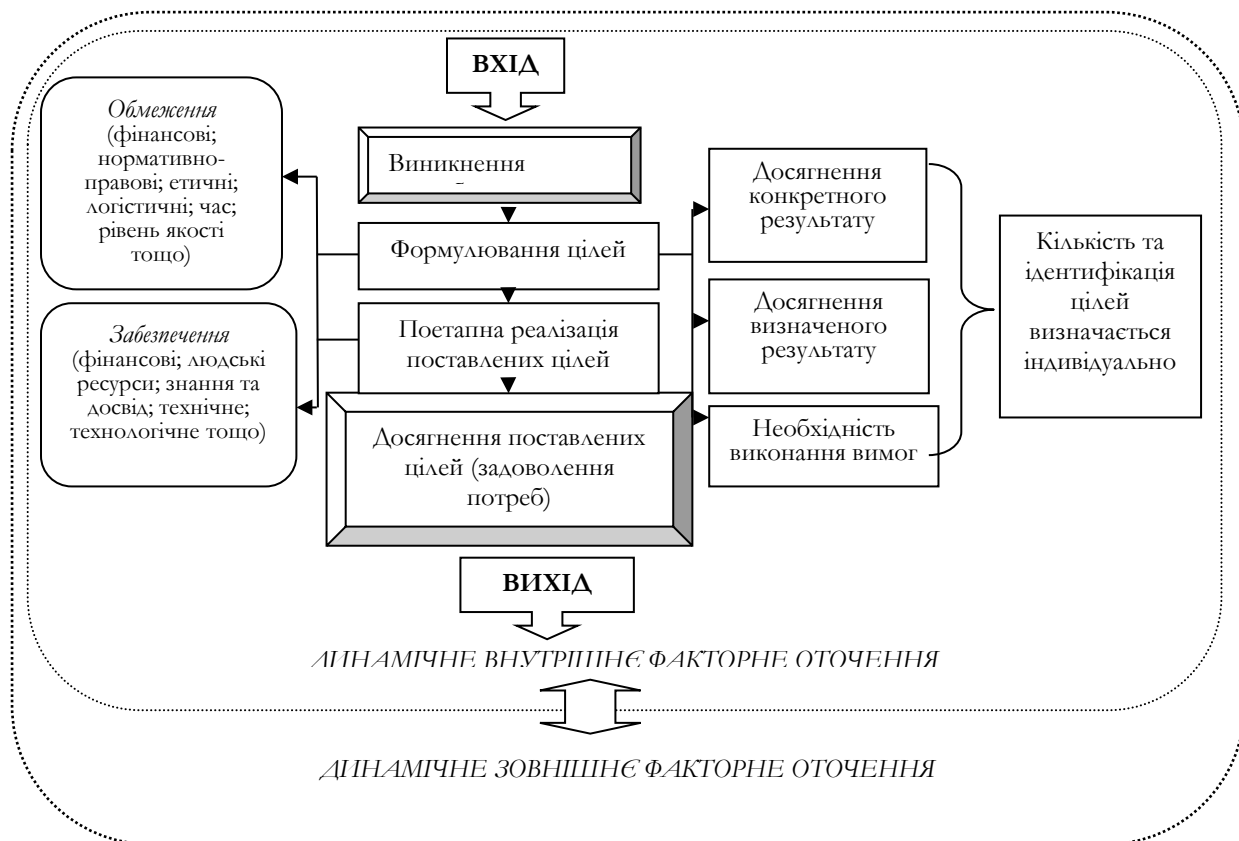 ВХІД
Обмеження
(фінансові;
нормативно-
правові; етичні;
логістичні; час;
рівень якості
тощо)
Забезпечення
(фінансові; людські
ресурси; знання та
досвід; технічне;
технологічне тощо)
Виникнення
Формулювання цілей
Поетапна реалізація
поставлених цілей
Досягнення поставлених
цілей (задоволення
потреб)
Досягнення
конкретного
результату
Досягнення
визначеного
результату
Необхідність
виконання вимог
Кількість та
ідентифікація
цілей
визначається
індивідуально
ВИХІД
ДИНАМІЧНЕ ВНУТРІШНЄ ФАКТОРНЕ ОТОЧЕННЯ
ДИНАМІЧНЕ ЗОВНІШНЄ ФАКТОРНЕ ОТОЧЕННЯ